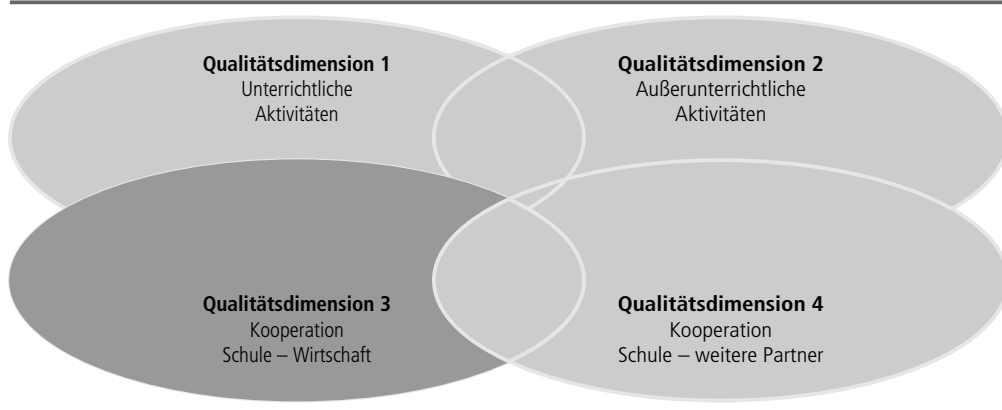 Qualitätsdimension 1
Unterrichtliche
Aktivitäten
Qualitätsdimension 2
Außerunterrichtliche
Aktivitäten
Qualitätsdimension 3
Kooperation
Schule – Wirtschaft
Qualitätsdimension 4
Kooperation
Schule – weitere Partner